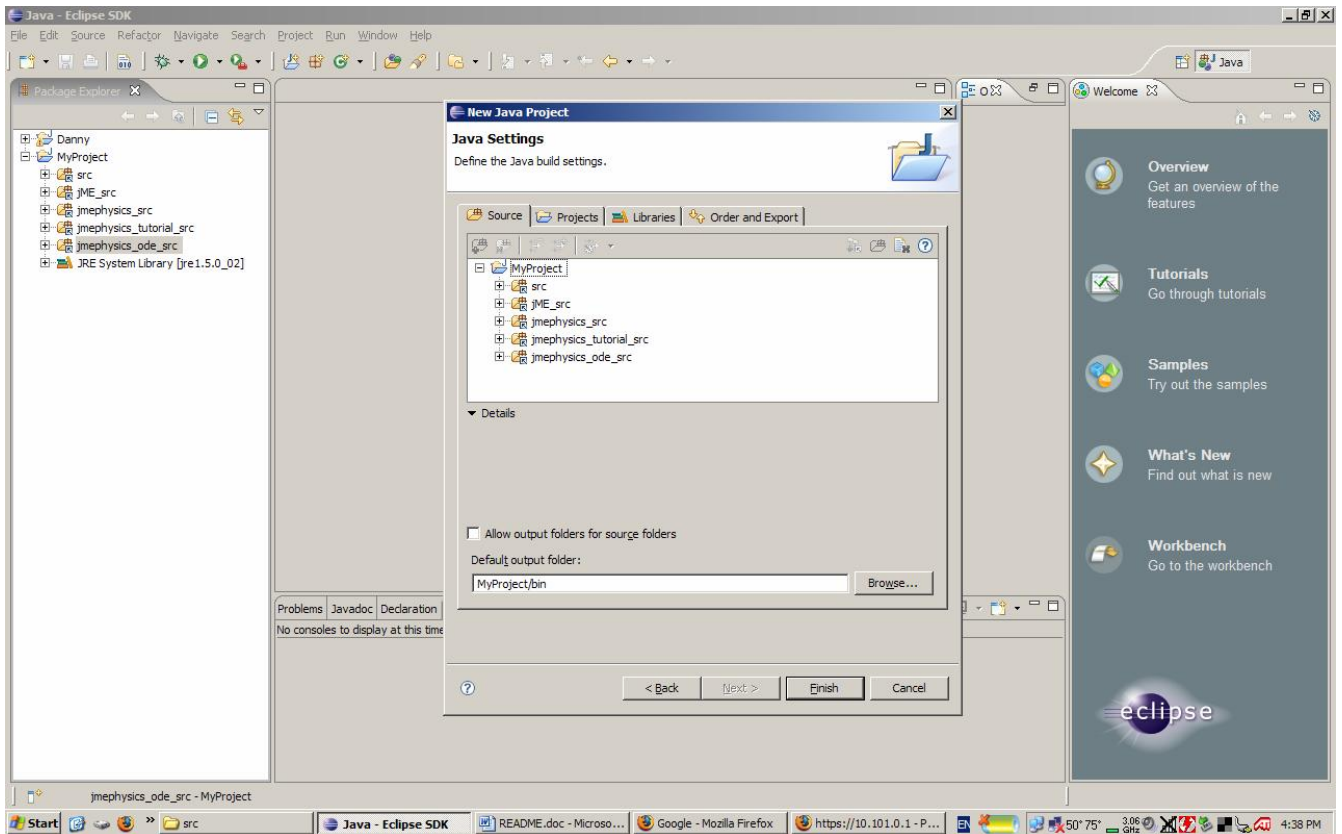 Java - Eclipse SDK
File Edit Source Refactor Navigate Search Project Run Window Help
Java
Package Explorer
Danny
MyProject
src
jME_src
jmephysics_src
jmephysics_tutorial_src
jmephysics_ode_src
JRE System Library [jre1.5.0_02]
New Java Project
Java Settings
Define the Java build settings.
Source Projects Libraries Order and Export
MyProject
src
jME_src
jmephysics_src
jmephysics_tutorial_src
jmephysics_ode_src
Details
Allow output folders for source folders
Default output folder:
MyProject/bin
Browse...
< Back Next > Finish Cancel
Problems Javadoc Declaration
No consoles to display at this time
O
Welcome
Overview
Get an overview of the
features
Tutorials
Go through tutorials
Samples
Try out the samples
What's New
Find out what is new
Workbench
Go to the workbench
eclipse
jmephysics_ode_src - MyProject
Start
src
Java - Eclipse SDK
README.doc - Microso...
Google - Mozilla Firefox
https://10.101.0.1 - P...
EN
50° 75°
3.06 GHz
4:38 PM